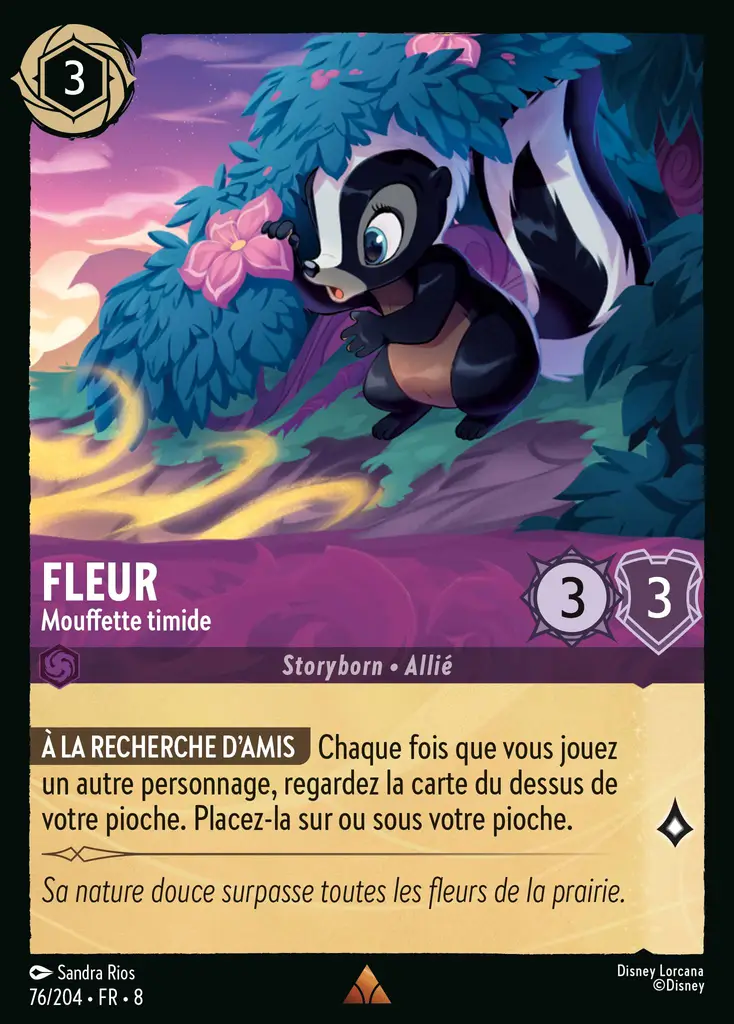 3
FLEUR
Mouffette timide
3
3
Storyborn • Allié
À LA RECHERCHE D'AMIS Chaque fois que vous jouez
un autre personnage, regardez la carte du dessus de
votre pioche. Placez-la sur ou sous votre pioche.
Sa nature douce surpasse toutes les fleurs de la prairie.
Sandra Rios
Disney Lorcana
76/204 • FR • 8
©Disney